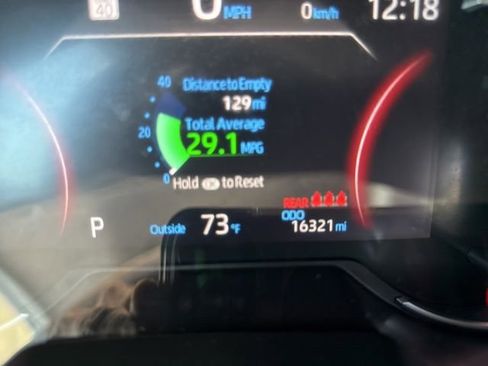 40 0 MPH 0 km/h 12:18
40 Distance to Empty
129 mi
20 Total Average
29.1 MPG
0 Hold OK to Reset
REAR
P Outside 73 °F ODO 16321 mi